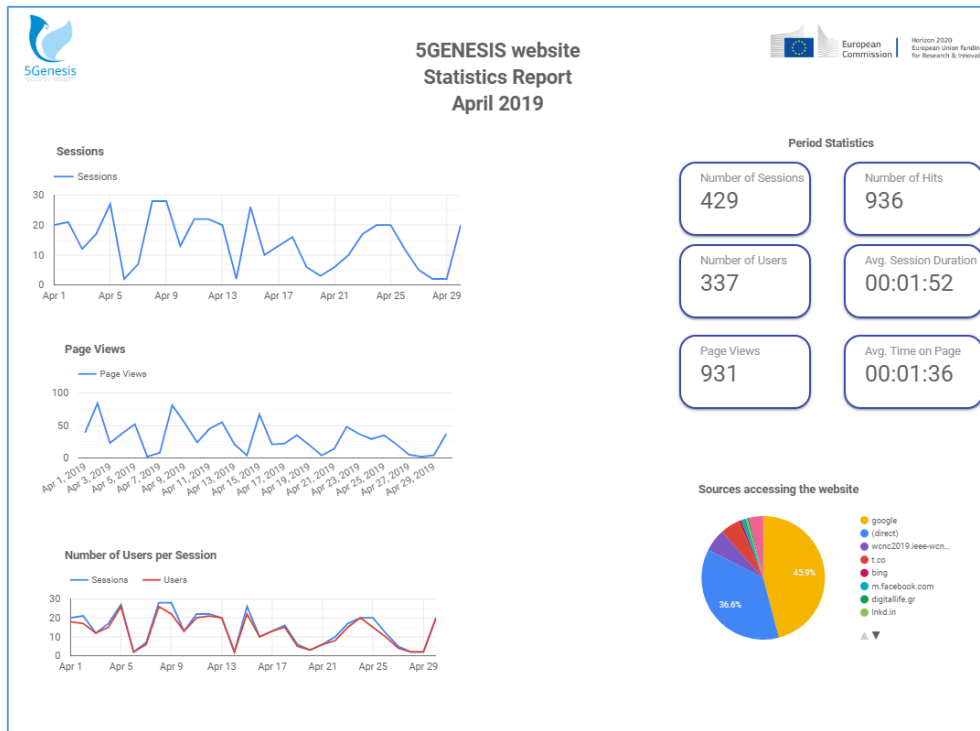 5Genesis
5GENESIS website
Statistics Report
April 2019
European
Commission
Horizon 2020
European Union fundin
for Research & Innovat
Sessions
Sessions
30
20
10
0
Apr 1 Apr 5 Apr 9 Apr 13 Apr 17 Apr 21 Apr 25 Apr 29
Page Views
Page Views
100
50
0
Apr 1, 2019 Apr 3, 2019 Apr 5, 2019 Apr 7, 2019 Apr 9, 2019 Apr 11, 2019 Apr 13, 2019 Apr 15, 2019 Apr 17, 2019 Apr 19, 2019 Apr 21, 2019 Apr 23, 2019 Apr 25, 2019 Apr 27, 2019 Apr 29, 2019
Number of Users per Session
Sessions Users
30
20
10
0
Apr 1 Apr 5 Apr 9 Apr 13 Apr 17 Apr 21 Apr 25 Apr 29
Period Statistics
Number of Sessions
429
Number of Hits
936
Number of Users
337
Avg. Session Duration
00:01:52
Page Views
931
Avg. Time on Page
00:01:36
Sources accessing the website
45.9%
36.6%
google
(direct)
wcnc2019.ieee-wcn...
t.co
bing
m.facebook.com
digitallife.gr
lnkd.in